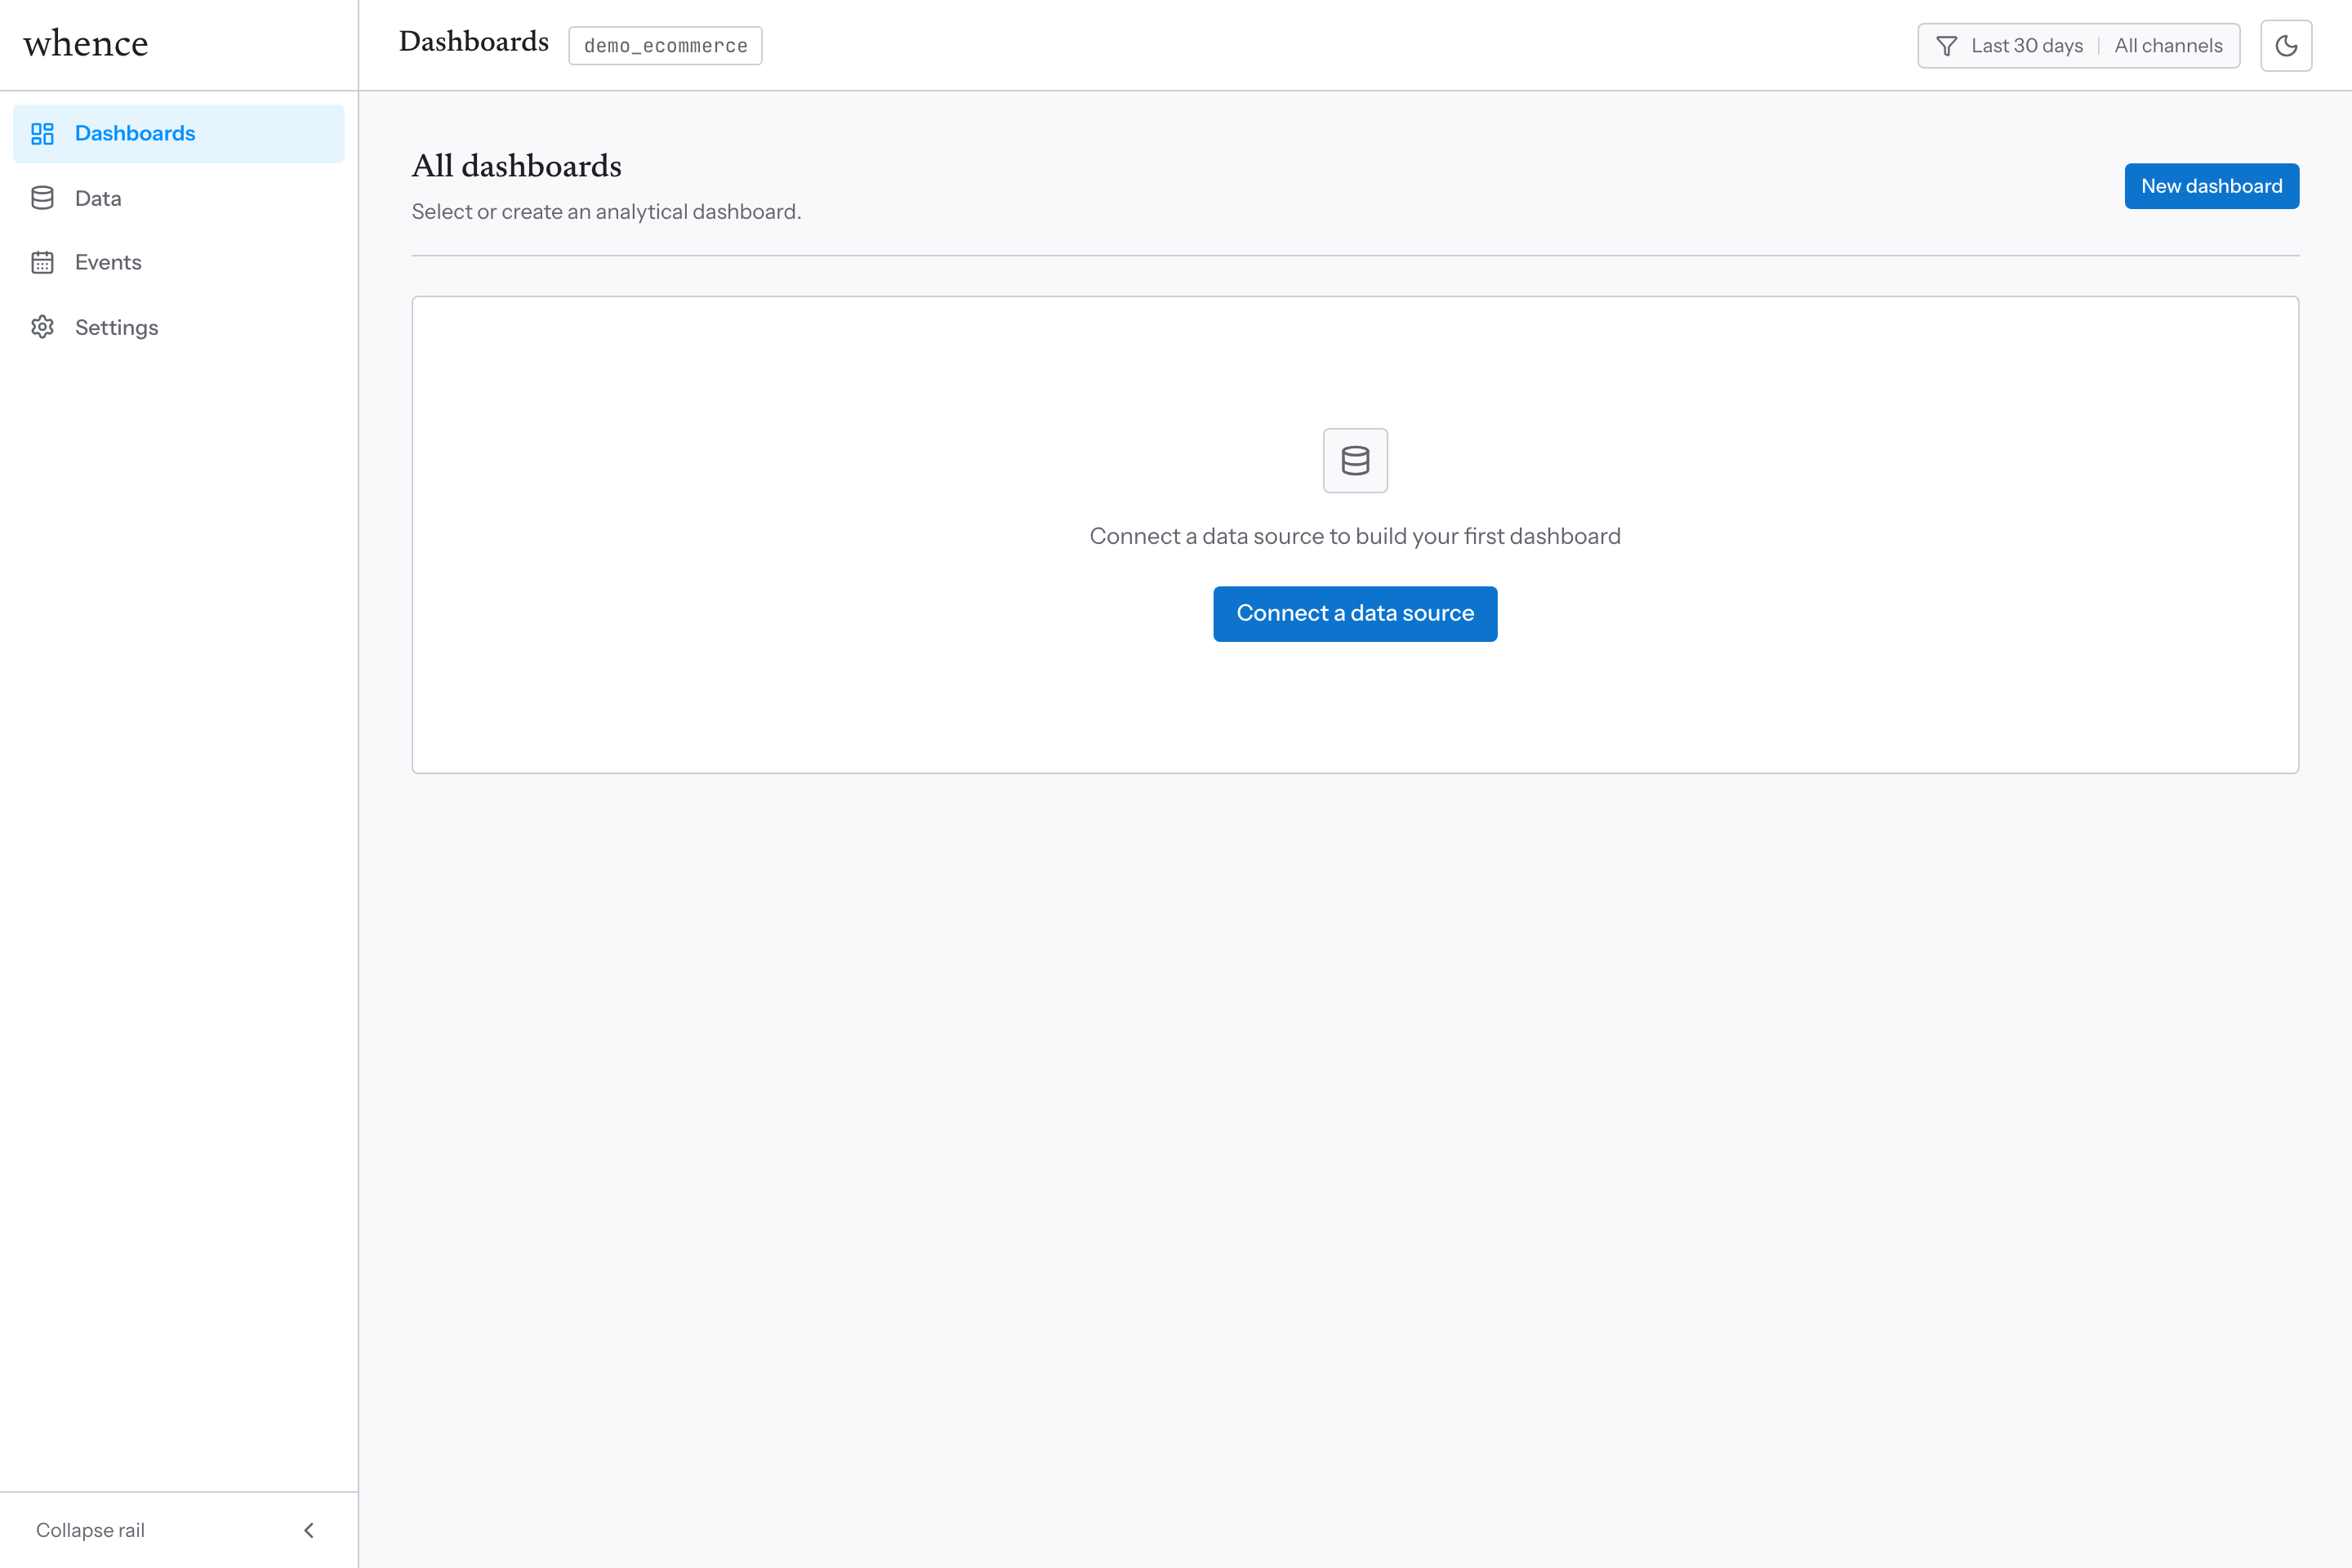 whence
Dashboards
demo_ecommerce
Last 30 days
All channels
Dashboards
Data
Events
Settings
All dashboards
Select or create an analytical dashboard.
New dashboard
Connect a data source to build your first dashboard
Connect a data source
Collapse rail